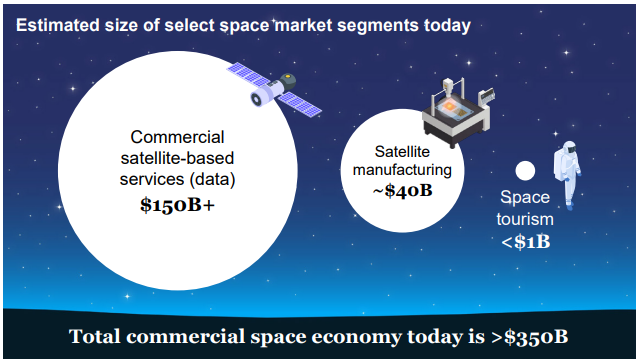 Estimated size of select space market segments today
Commercial
satellite-based
services (data)
$150B+
Satellite
manufacturing
~$40B
Space
tourism
<$1B
Total commercial space economy today is >$350B